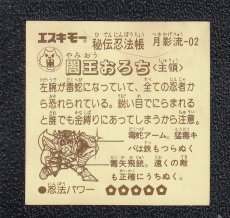 エスキモー
秘伝忍法帳 月影流-02
闇王おろち〈主領〉
左腕が毒蛇になっていて、全ての忍者か
ら恐れられている。鋭い目でにらまれる
と誰でも金縛りにあってしまうから注意。
毒蛇アーム。猛毒キ
バは鉄もつらぬく
毒矢飛銃。遠くの敵
も正確にうちぬく。
●忍法パワー